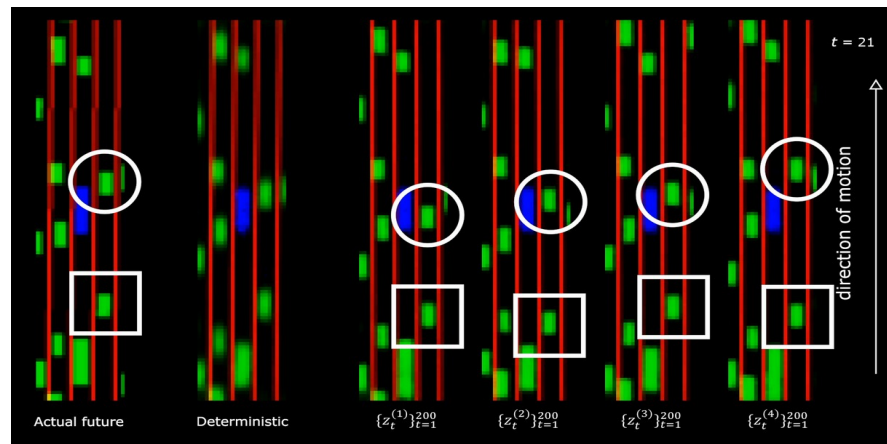 t = 21
direction of motion
Actual future
Deterministic
{z_t^{(1)}}_{t=1}^{200}
{z_t^{(2)}}_{t=1}^{200}
{z_t^{(3)}}_{t=1}^{200}
{z_t^{(4)}}_{t=1}^{200}